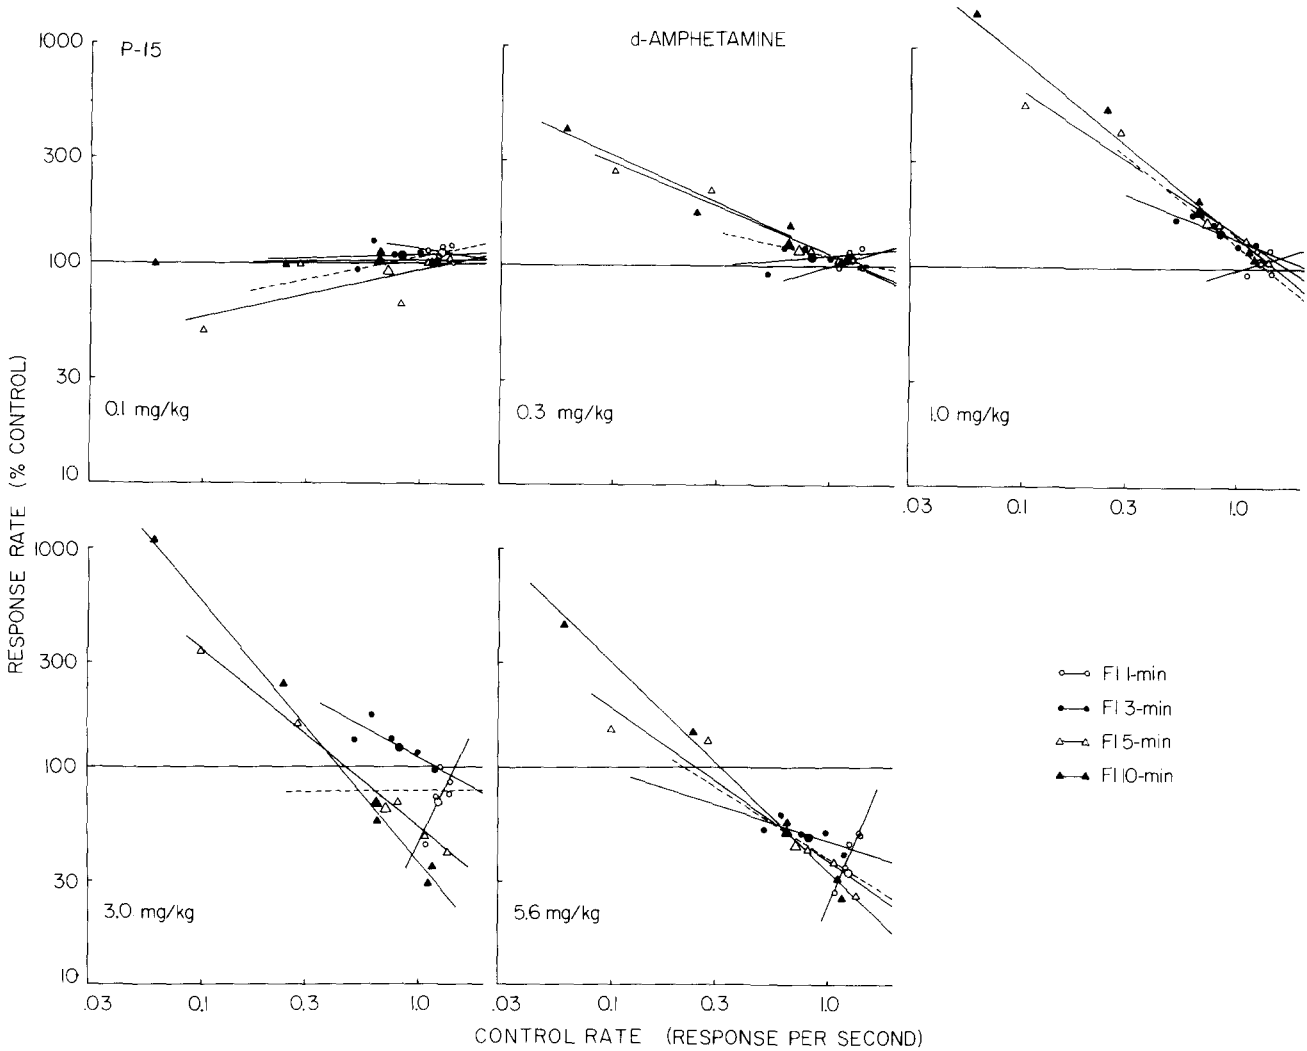 P-15
d-AMPHETAMINE
1000
300
100
30
10
0.1 mg/kg
0.3 mg/kg
1.0 mg/kg
.03 0.1 0.3 1.0
RESPONSE RATE (% CONTROL)
1000
300
100
30
10
3.0 mg/kg
5.6 mg/kg
.03 0.1 0.3 1.0
.03 0.1 0.3 1.0
CONTROL RATE (RESPONSE PER SECOND)
FI 1-min
FI 3-min
FI 5-min
FI 10-min